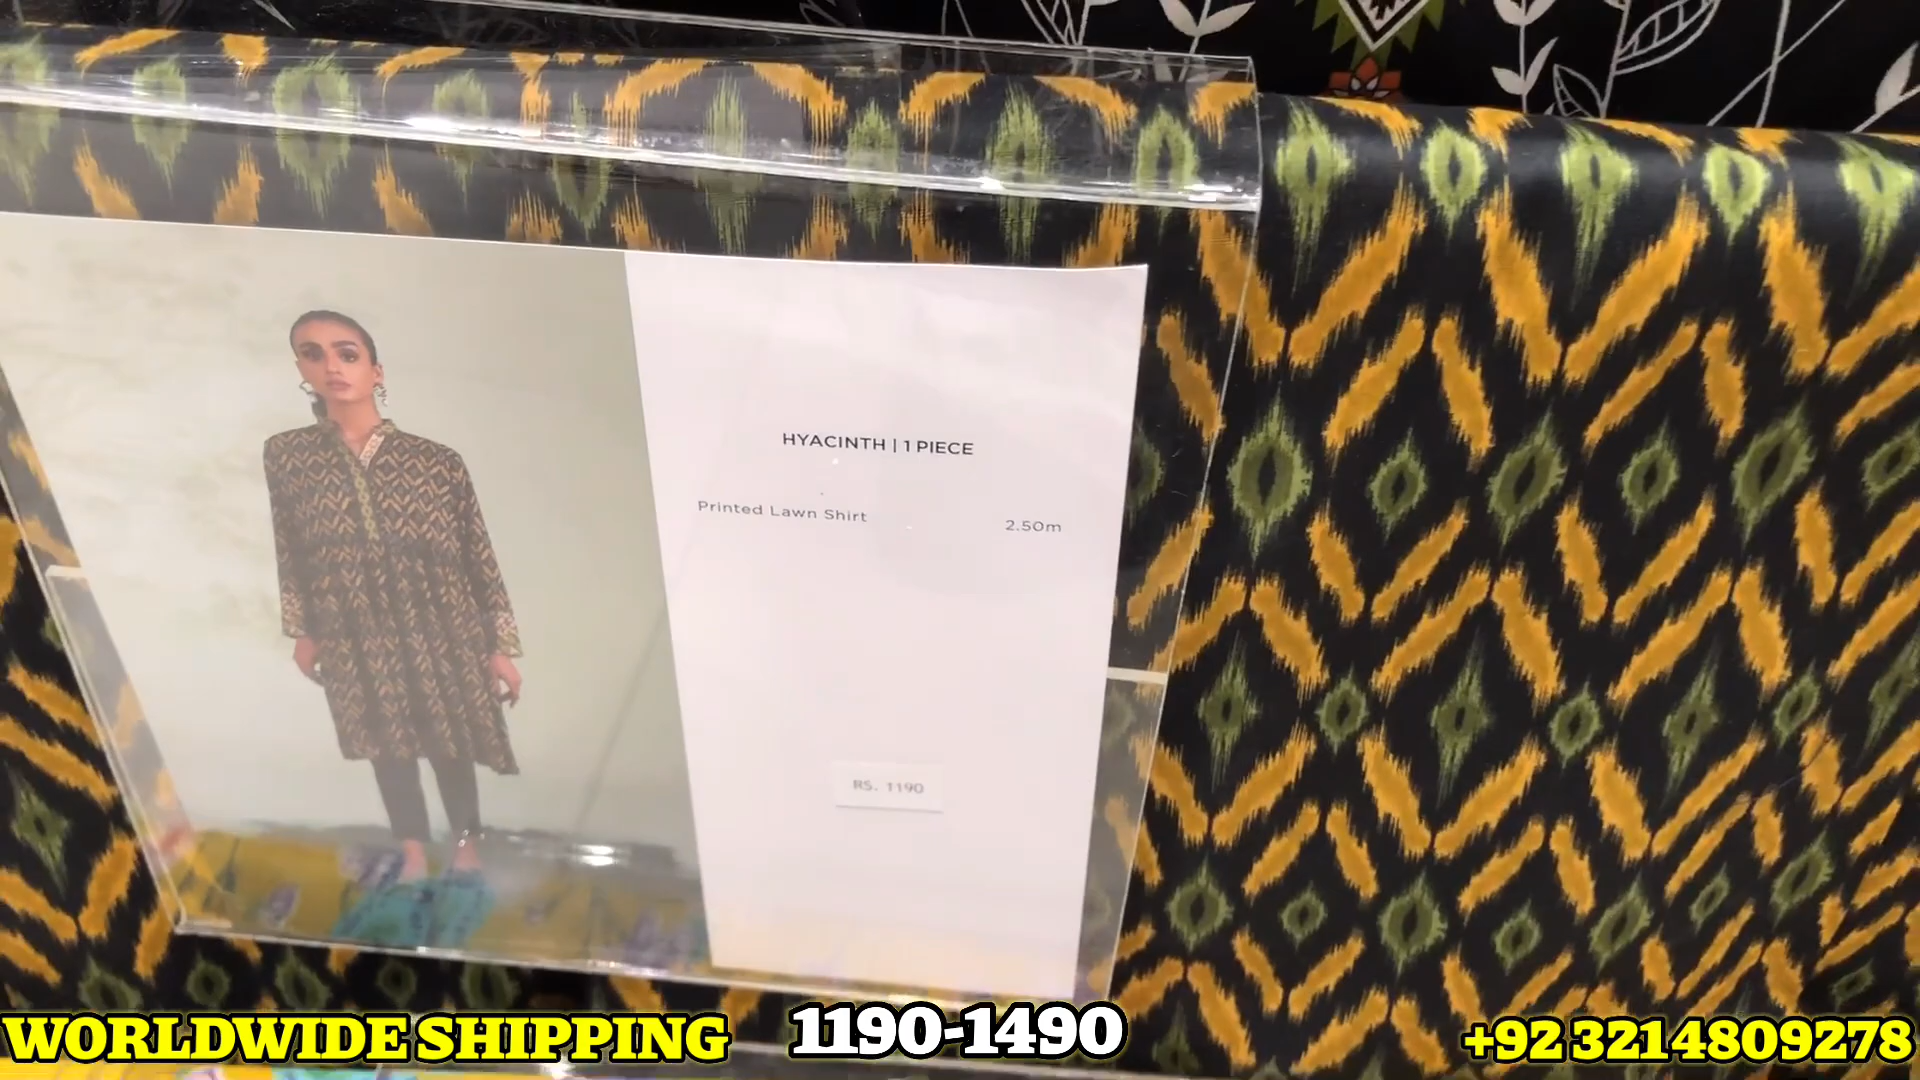 HYACINTH | 1 PIECE
Printed Lawn Shirt 2.50m
RS. 1190
WORLDWIDE SHIPPING 1190-1490 +92 3214809278